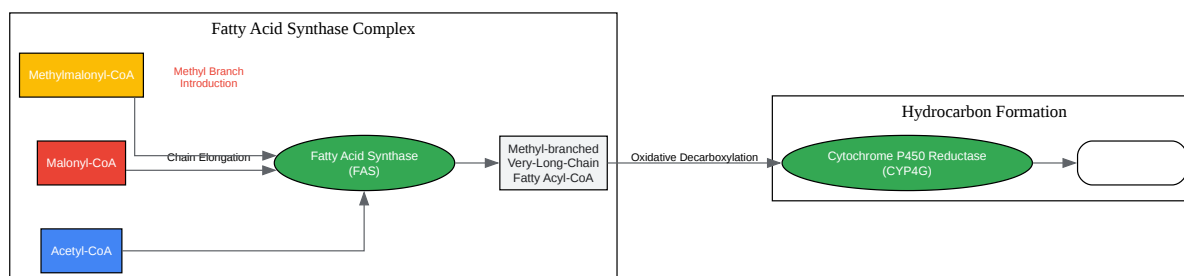 Fatty Acid Synthase Complex
Methylmalonyl-CoA
Methyl Branch
Introduction
Malonyl-CoA
Chain Elongation
Fatty Acid Synthase
(FAS)
Methyl-branched
Very-Long-Chain
Fatty Acyl-CoA
Acetyl-CoA
Oxidative Decarboxylation
Hydrocarbon Formation
Cytochrome P450 Reductase
(CYP4G)